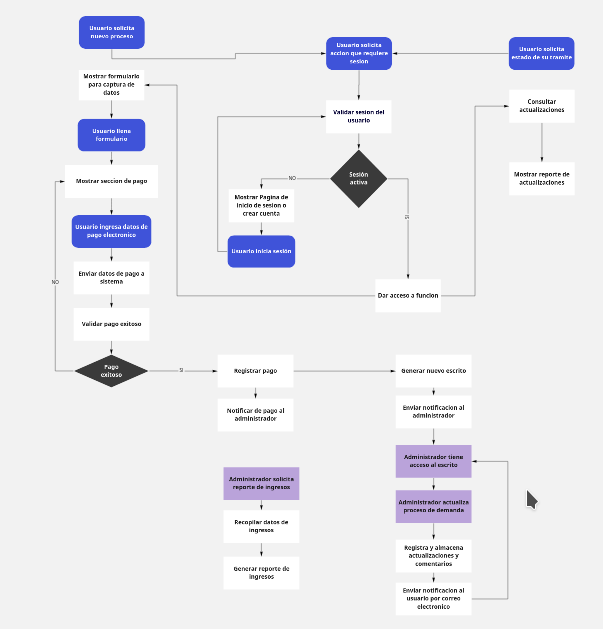 Usuario solicita
nuevo proceso
Usuario solicita
accion que requiere
sesion
Usuario solicita
estado de su tramite
Mostrar formulario
para captura de
datos
Usuario llena
formulario
Mostrar seccion de pago
Usuario ingresa datos de
pago electronico
Enviar datos de pago a
sistema
Validar pago exitoso
Pago
exitoso
NO
SI
Validar sesion del
usuario
Sesión
activa
NO
SI
Mostrar Pagina de
inicio de sesion o
crear cuenta
Usuario inicia sesión
Dar acceso a funcion
Consultar
actualizaciones
Mostrar reporte de
actualizaciones
Registrar pago
Notificar de pago al
administrador
Generar nuevo escrito
Enviar notificacion al
administrador
Administrador tiene
acceso al escrito
Administrador actualiza
proceso de demanda
Registra y almacena
actualizaciones y
comentarios
Enviar notificacion al
usuario por correo
electronico
Administrador solicita
reporte de ingresos
Recopilar datos de
ingresos
Generar reporte de
ingresos